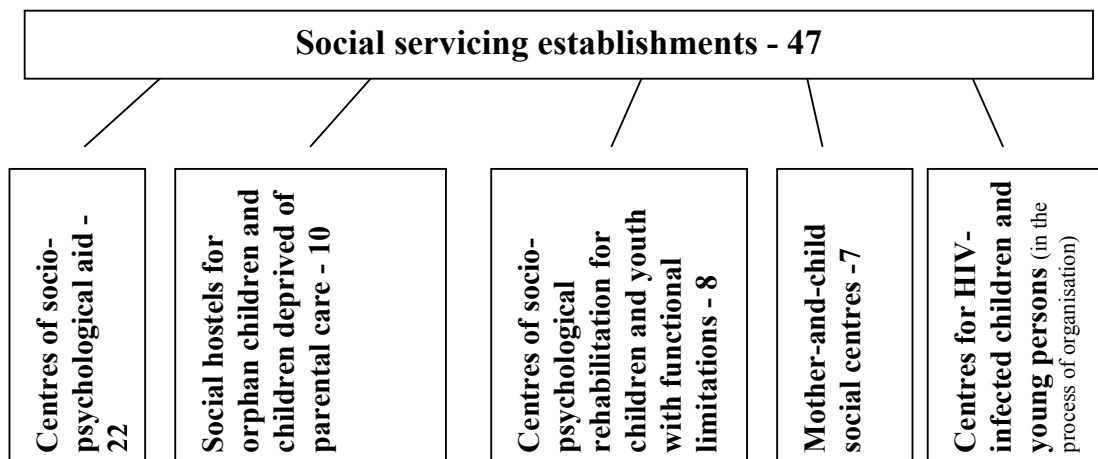 Social servicing establishments - 47
Centres of socio-
psychological aid -
22
Social hostels for
orphan children and
children deprived of
parental care - 10
Centres of socio-
psychological
rehabilitation for
children and youth
with functional
limitations - 8
Mother-and-child
social centres -7
Centres for HIV-
infected children and
young persons (in the
process of organisation)